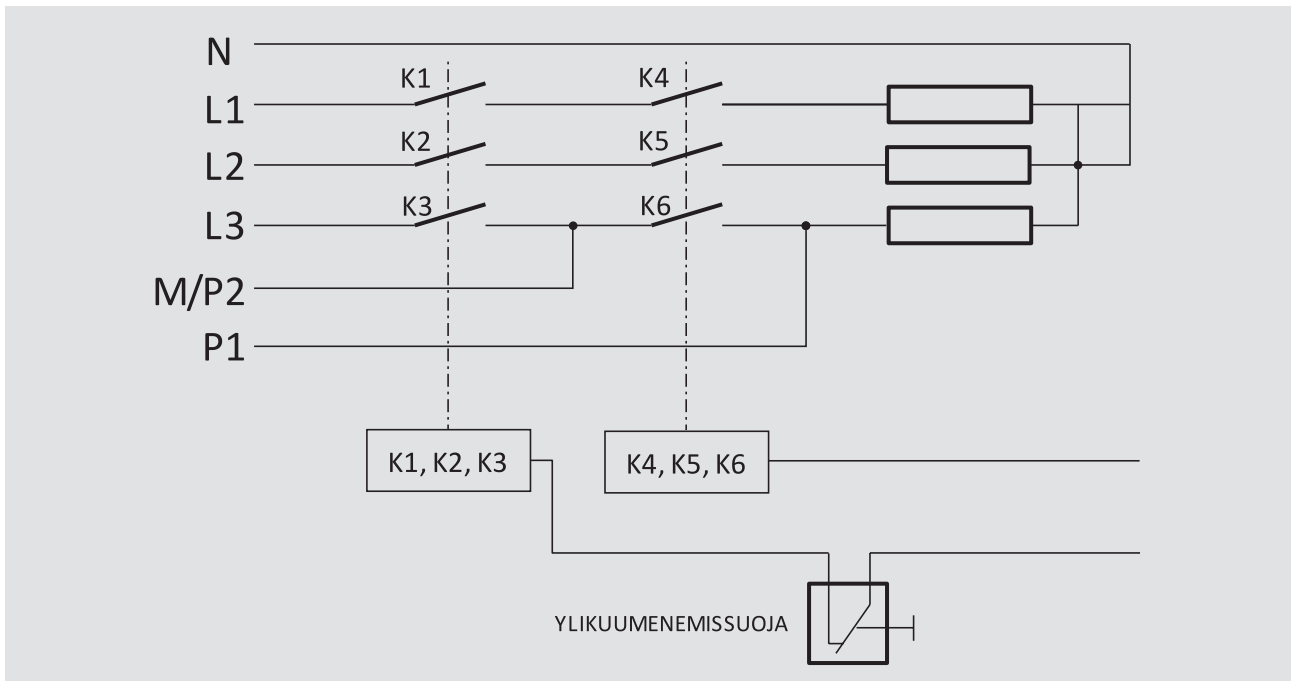 N
K1
K4
L1
K2
K5
L2
K3
K6
L3
M/P2
P1
K1, K2, K3
K4, K5, K6
YLIKUUMENEMISSUOJA